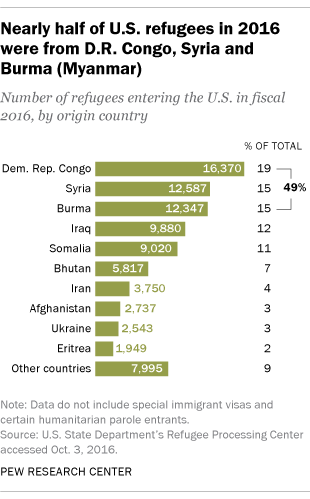 Nearly half of U.S. refugees in 2016
were from D.R. Congo, Syria and
Burma (Myanmar)
Number of refugees entering the U.S. in fiscal
2016, by origin country
% OF TOTAL
Dem. Rep. Congo 16,370 19
Syria 12,587 15 49%
Burma 12,347 15
Iraq 9,880 12
Somalia 9,020 11
Bhutan 5,817 7
Iran 3,750 4
Afghanistan 2,737 3
Ukraine 2,543 3
Eritrea 1,949 2
Other countries 7,995 9
Note: Data do not include special immigrant visas and
certain humanitarian parole entrants.
Source: U.S. State Department’s Refugee Processing Center
accessed Oct. 3, 2016.
PEW RESEARCH CENTER